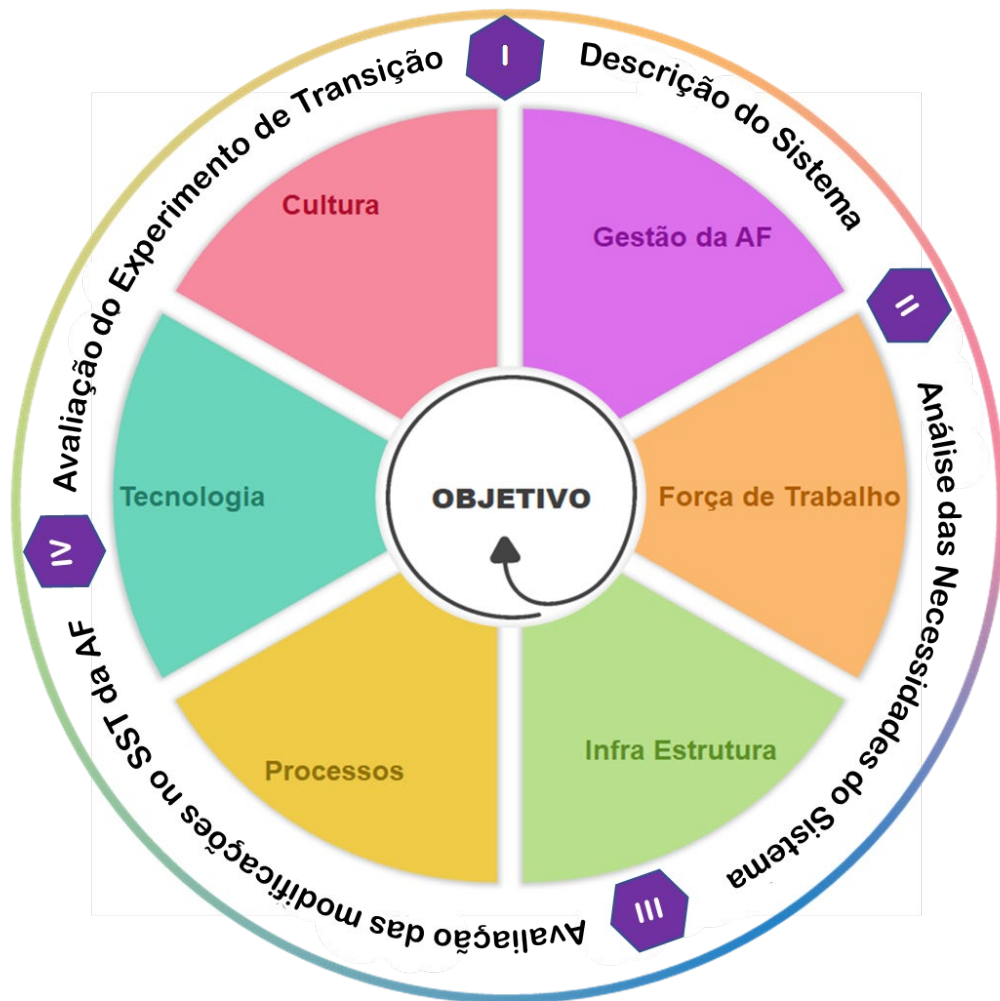 I
Descrição do Sistema
II
Análise das Necessidades do Sistema
III
Avaliação das modificações no SST da AF
IV
Avaliação do Experimento de Transição
Cultura
Gestão da AF
Força de Trabalho
Infra Estrutura
Processos
Tecnologia
OBJETIVO